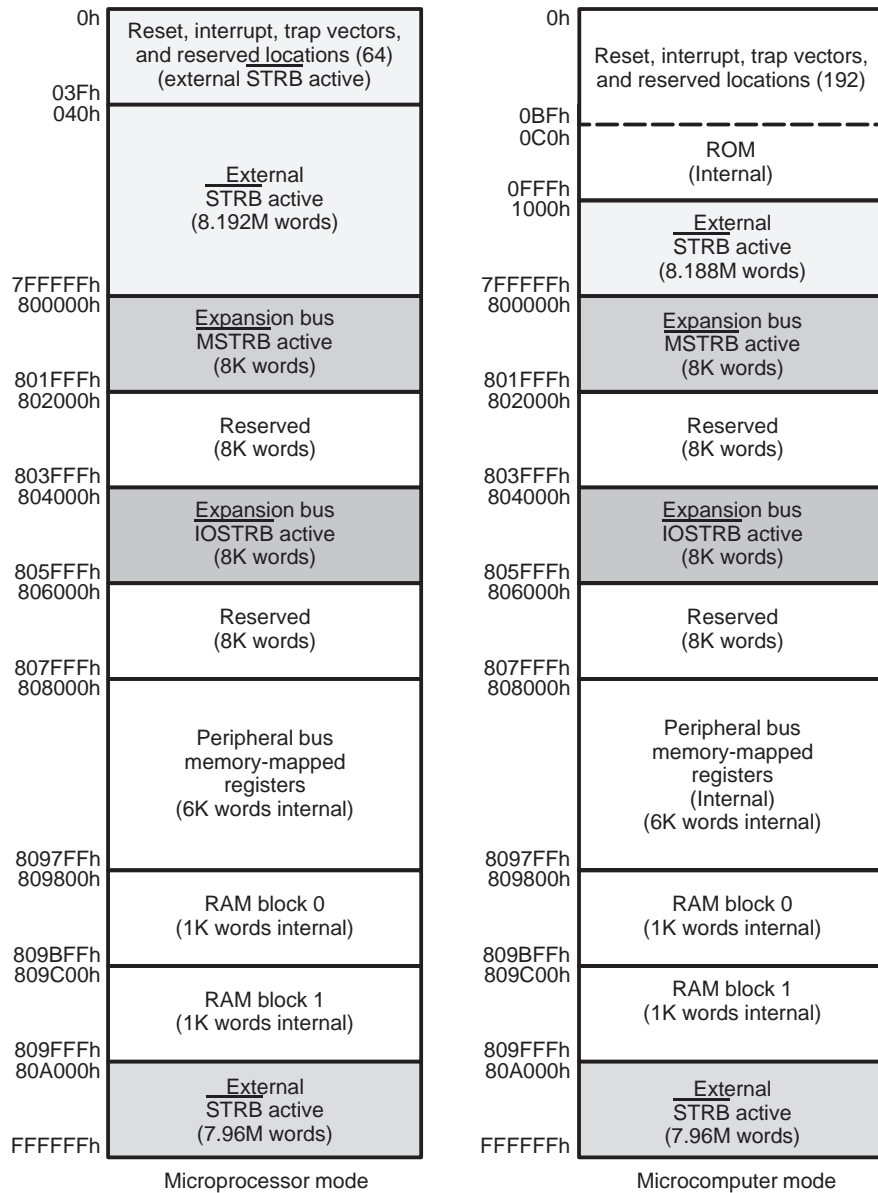 0h
Reset, interrupt, trap vectors,
and reserved locations (64)
(external STRB active)
03Fh
040h
External
STRB active
(8.192M words)
7FFFFFh
800000h
Expansion bus
MSTRB active
(8K words)
801FFFh
802000h
Reserved
(8K words)
803FFFh
804000h
Expansion bus
IOSTRB active
(8K words)
805FFFh
806000h
Reserved
(8K words)
807FFFh
808000h
Peripheral bus
memory-mapped
registers
(6K words internal)
8097FFh
809800h
RAM block 0
(1K words internal)
809BFFh
809C00h
RAM block 1
(1K words internal)
809FFFh
80A000h
External
STRB active
(7.96M words)
FFFFFFh
Microprocessor mode
0h
Reset, interrupt, trap vectors,
and reserved locations (192)
0BFh
0C0h
ROM
(Internal)
0FFFh
1000h
External
STRB active
(8.188M words)
7FFFFFh
800000h
Expansion bus
MSTRB active
(8K words)
801FFFh
802000h
Reserved
(8K words)
803FFFh
804000h
Expansion bus
IOSTRB active
(8K words)
805FFFh
806000h
Reserved
(8K words)
807FFFh
808000h
Peripheral bus
memory-mapped
registers
(Internal)
(6K words internal)
8097FFh
809800h
RAM block 0
(1K words internal)
809BFFh
809C00h
RAM block 1
(1K words internal)
809FFFh
80A000h
External
STRB active
(7.96M words)
FFFFFFh
Microcomputer mode